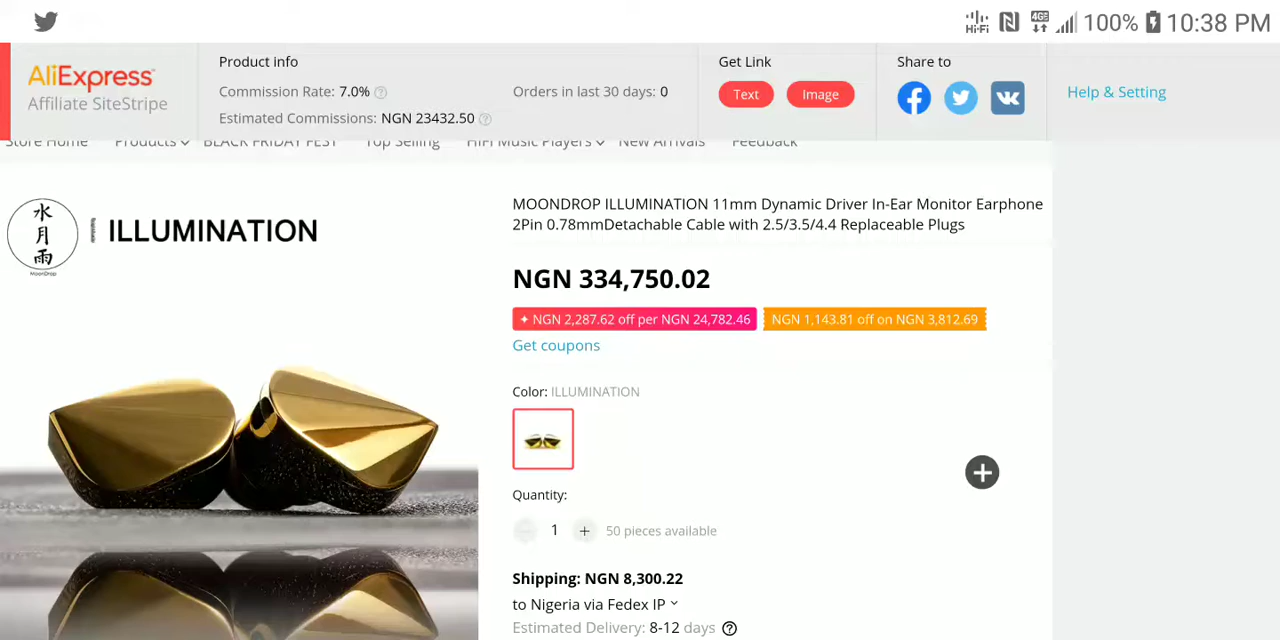 HiFi 4GE 100% 10:38 PM
AliExpress
Affiliate SiteStripe
Product info
Commission Rate: 7.0%
Orders in last 30 days: 0
Estimated Commissions: NGN 23432.50
Get Link
Text Image
Share to
Help & Setting
Store Home Products BLACK FRIDAY FEST Top Selling HiFi Music Players New Arrivals Feedback
水月雨
MoonDrop
ILLUMINATION
MOONDROP ILLUMINATION 11mm Dynamic Driver In-Ear Monitor Earphone
2Pin 0.78mmDetachable Cable with 2.5/3.5/4.4 Replaceable Plugs
NGN 334,750.02
NGN 2,287.62 off per NGN 24,782.46 NGN 1,143.81 off on NGN 3,812.69
Get coupons
Color: ILLUMINATION
Quantity:
1 + 50 pieces available
Shipping: NGN 8,300.22
to Nigeria via Fedex IP
Estimated Delivery: 8-12 days